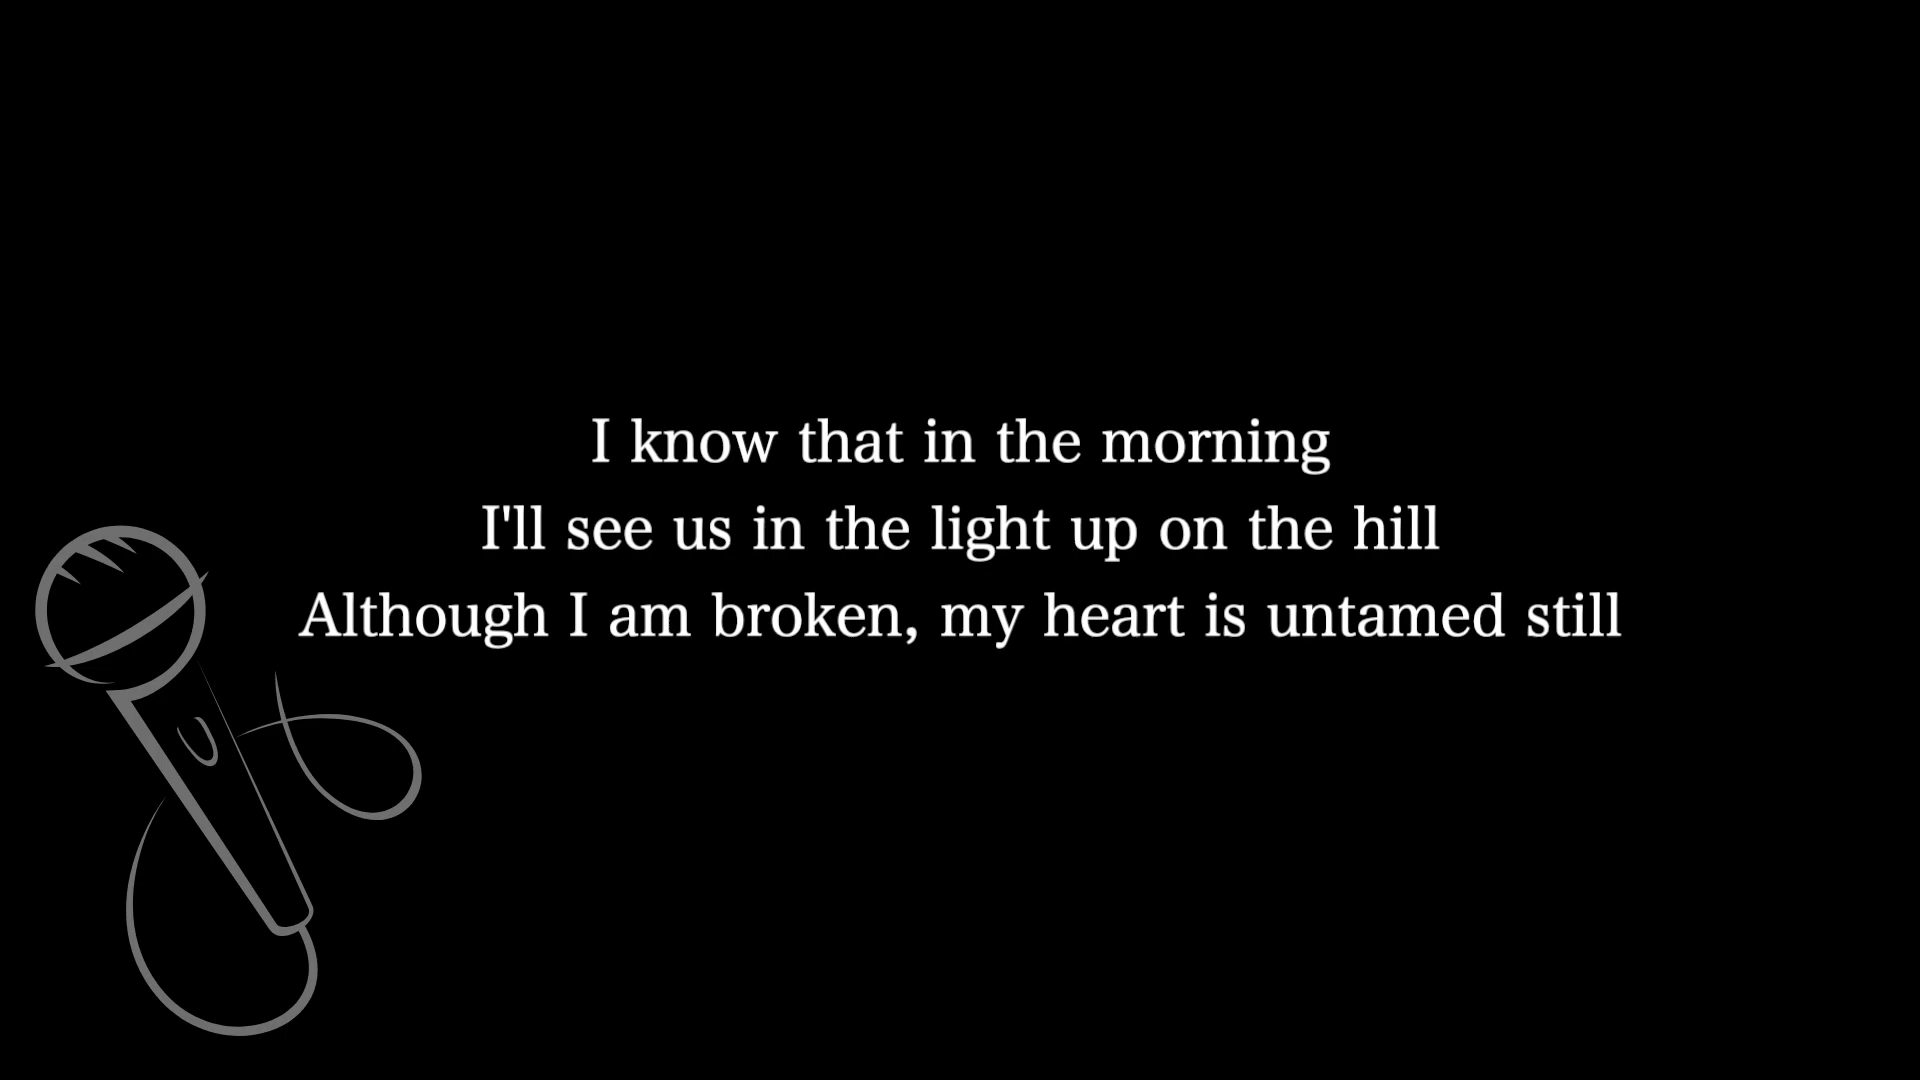 I know that in the morning
I'll see us in the light up on the hill
Although I am broken, my heart is untamed still